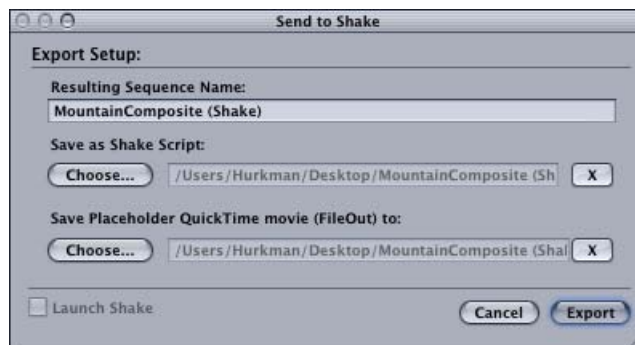 Send to Shake
Export Setup:
Resulting Sequence Name:
MountainComposite (Shake)
Save as Shake Script:
Choose... /Users/Hurkman/Desktop/MountainComposite (Sh X
Save Placeholder QuickTime movie (FileOut) to:
Choose... /Users/Hurkman/Desktop/MountainComposite (Shal X
Launch Shake Cancel Export